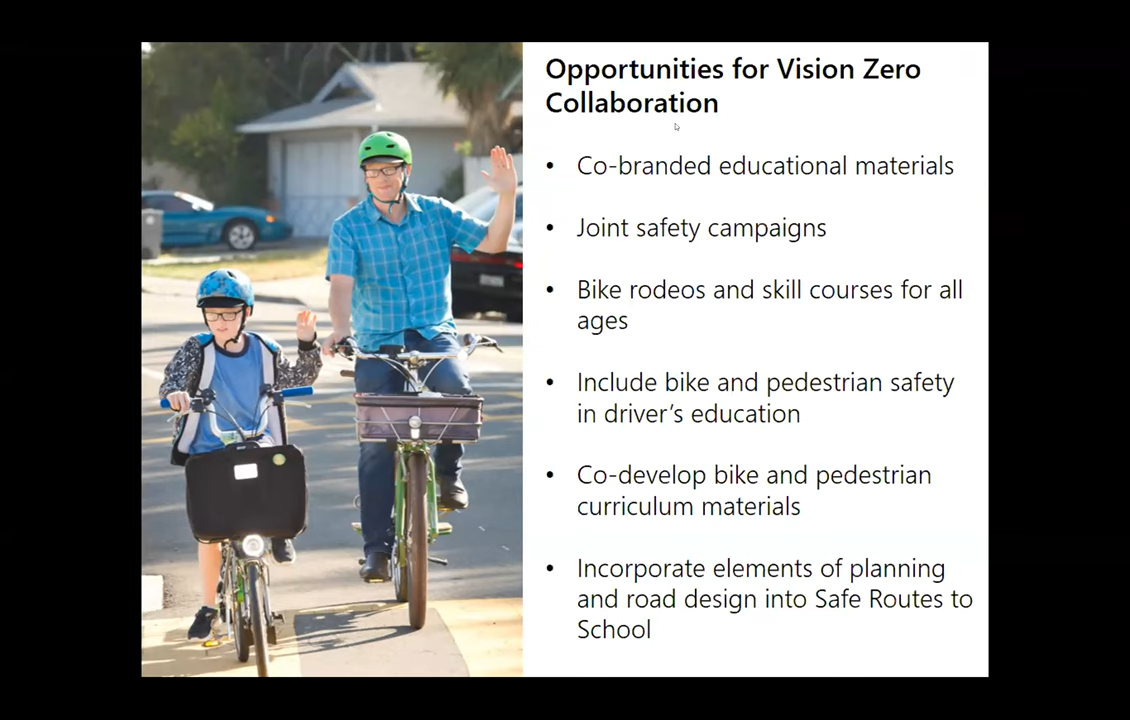 Opportunities for Vision Zero
Collaboration
• Co-branded educational materials
• Joint safety campaigns
• Bike rodeos and skill courses for all
ages
• Include bike and pedestrian safety
in driver's education
• Co-develop bike and pedestrian
curriculum materials
• Incorporate elements of planning
and road design into Safe Routes to
School